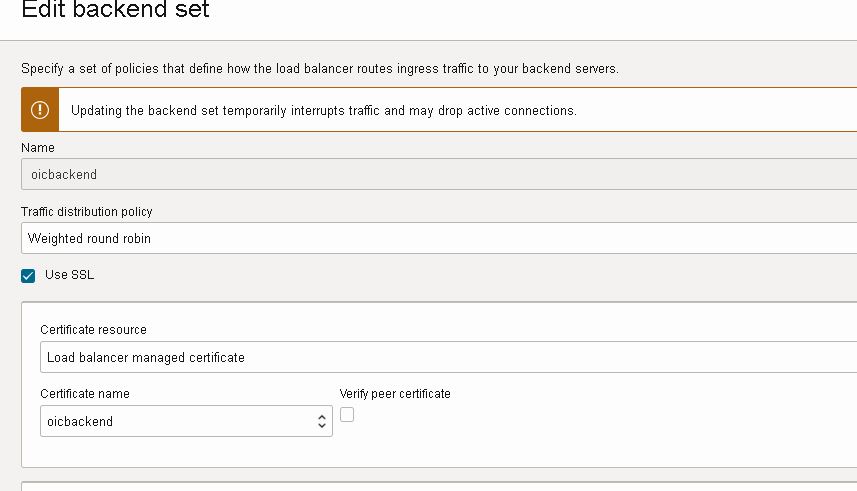 Edit backend set
Specify a set of policies that define how the load balancer routes ingress traffic to your backend servers.
Updating the backend set temporarily interrupts traffic and may drop active connections.
Name
oicbackend
Traffic distribution policy
Weighted round robin
Use SSL
Certificate resource
Load balancer managed certificate
Certificate name
Verify peer certificate
oicbackend